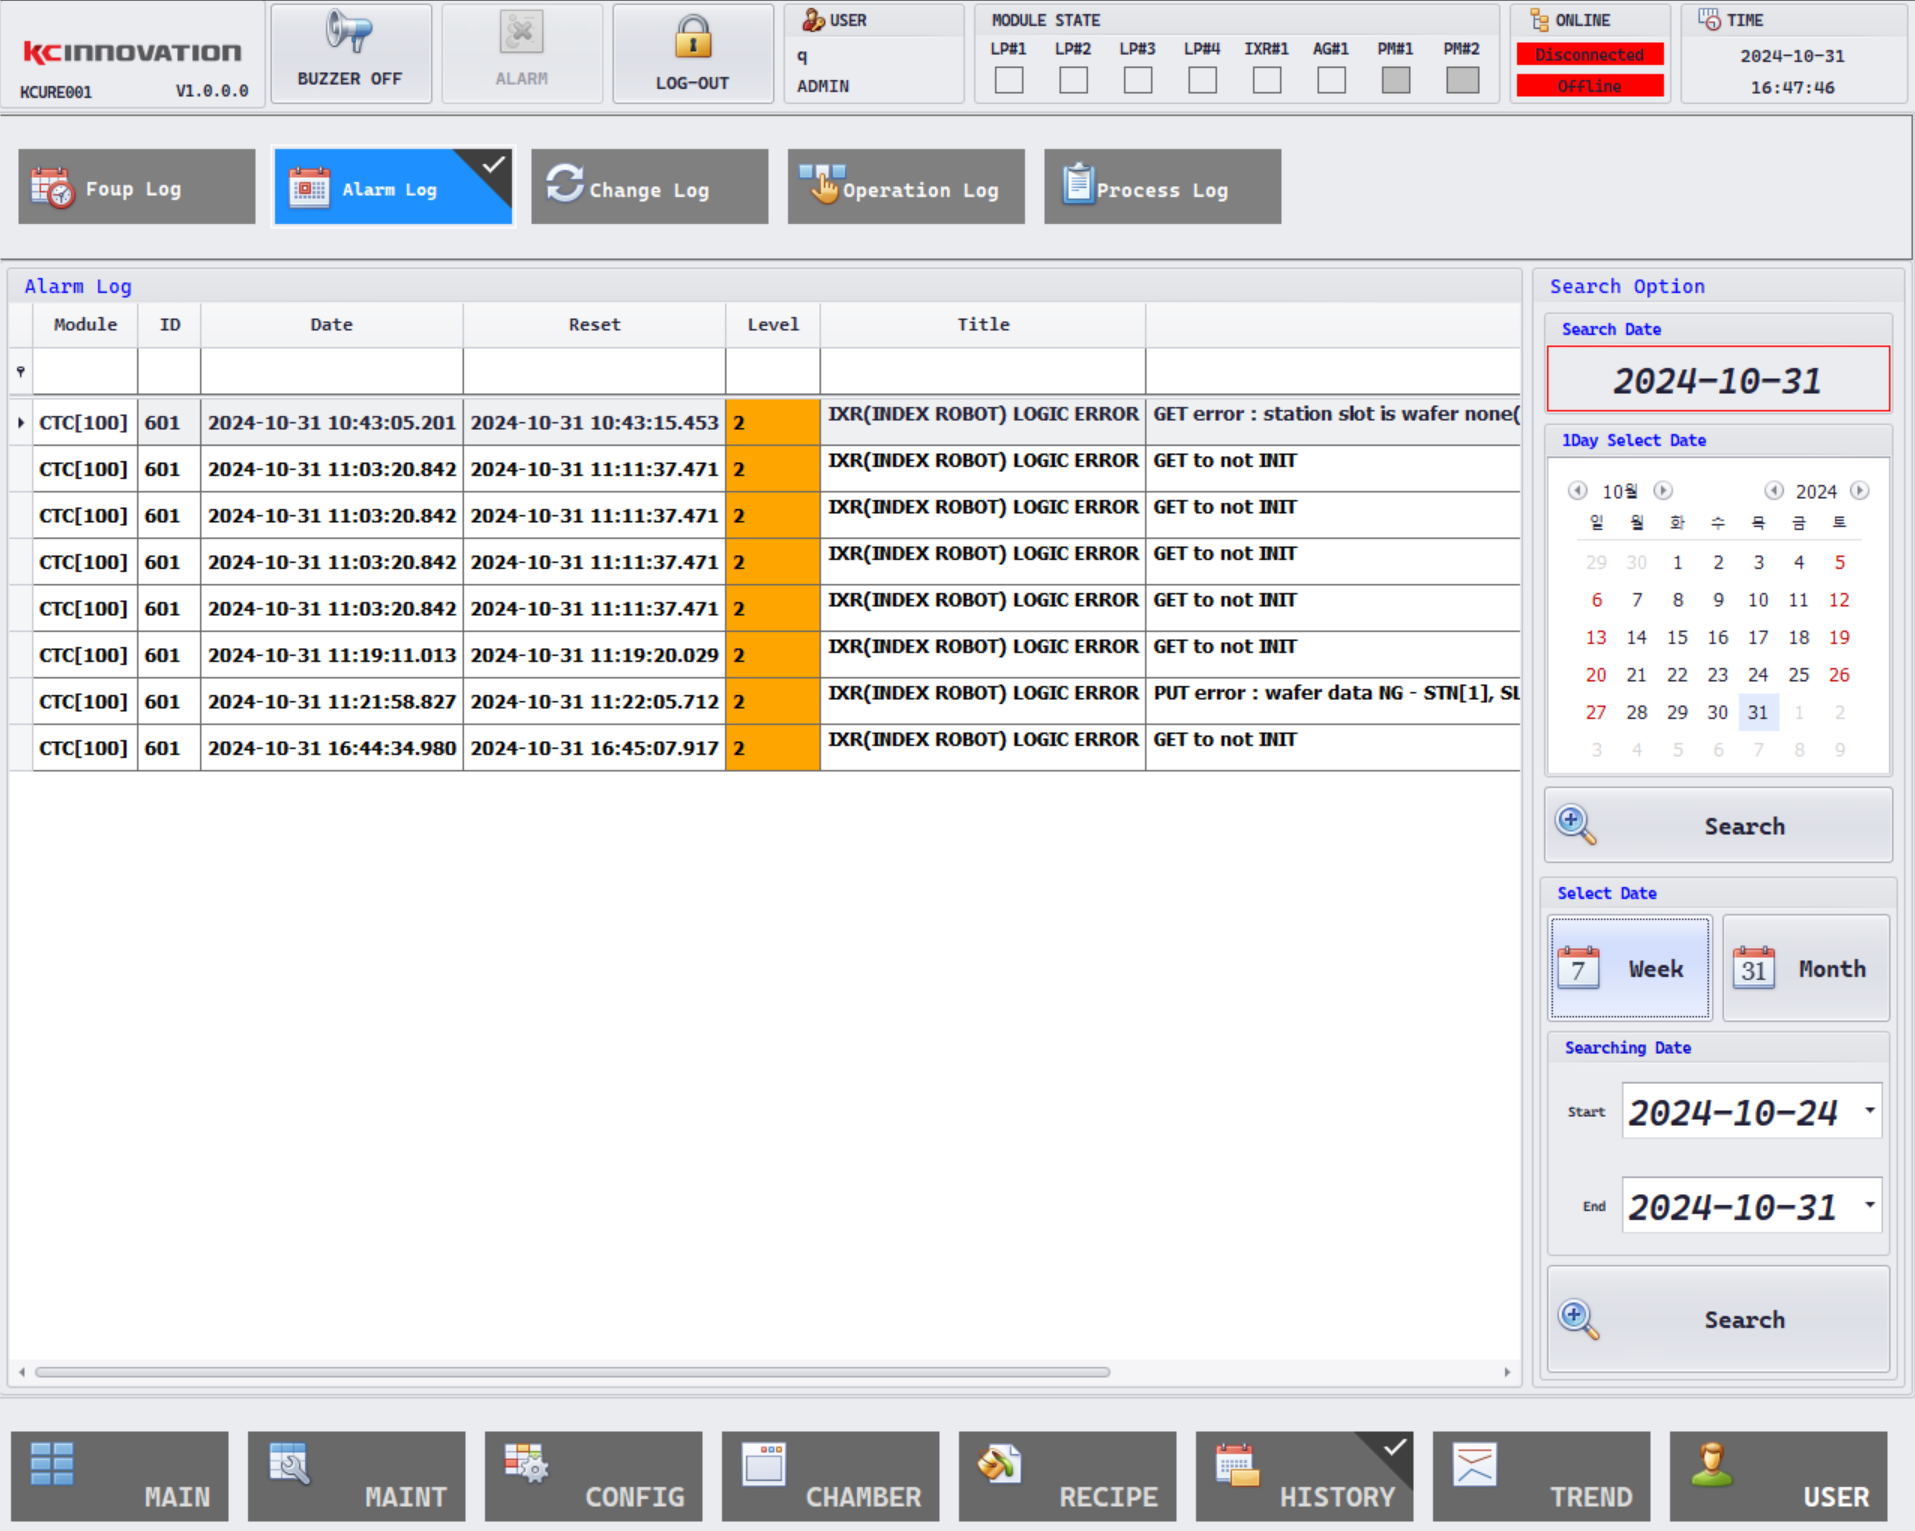 KCINNOVATION
KCURE001 V1.0.0.0
BUZZER OFF
ALARM
LOG-OUT
USER
q
ADMIN
MODULE STATE
LP#1 LP#2 LP#3 LP#4 IXR#1 AG#1 PM#1 PM#2
ONLINE
Disconnected
Offline
TIME
2024-10-31
16:47:46
Foup Log
Alarm Log
Change Log
Operation Log
Process Log
Alarm Log
Module ID Date Reset Level Title
CTC[100] 601 2024-10-31 10:43:05.201 2024-10-31 10:43:15.453 2 IXR(INDEX ROBOT) LOGIC ERROR GET error : station slot is wafer none(
CTC[100] 601 2024-10-31 11:03:20.842 2024-10-31 11:11:37.471 2 IXR(INDEX ROBOT) LOGIC ERROR GET to not INIT
CTC[100] 601 2024-10-31 11:03:20.842 2024-10-31 11:11:37.471 2 IXR(INDEX ROBOT) LOGIC ERROR GET to not INIT
CTC[100] 601 2024-10-31 11:03:20.842 2024-10-31 11:11:37.471 2 IXR(INDEX ROBOT) LOGIC ERROR GET to not INIT
CTC[100] 601 2024-10-31 11:03:20.842 2024-10-31 11:11:37.471 2 IXR(INDEX ROBOT) LOGIC ERROR GET to not INIT
CTC[100] 601 2024-10-31 11:19:11.013 2024-10-31 11:19:20.029 2 IXR(INDEX ROBOT) LOGIC ERROR GET to not INIT
CTC[100] 601 2024-10-31 11:21:58.827 2024-10-31 11:22:05.712 2 IXR(INDEX ROBOT) LOGIC ERROR PUT error : wafer data NG - STN[1], SL
CTC[100] 601 2024-10-31 16:44:34.980 2024-10-31 16:45:07.917 2 IXR(INDEX ROBOT) LOGIC ERROR GET to not INIT
Search Option
Search Date
2024-10-31
1Day Select Date
10월 2024
일 월 화 수 목 금 토
29 30 1 2 3 4 5
6 7 8 9 10 11 12
13 14 15 16 17 18 19
20 21 22 23 24 25 26
27 28 29 30 31 1 2
3 4 5 6 7 8 9
Search
Select Date
7 Week
31 Month
Searching Date
Start 2024-10-24
End 2024-10-31
Search
MAIN
MAINT
CONFIG
CHAMBER
RECIPE
HISTORY
TREND
USER